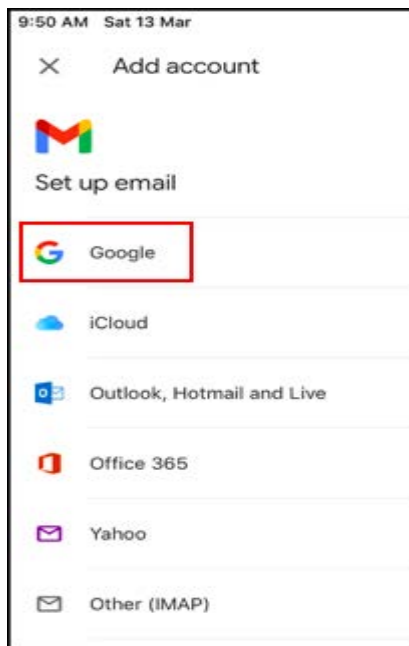 9:50 AM Sat 13 Mar
Add account
Set up email
Google
iCloud
Outlook, Hotmail and Live
Office 365
Yahoo
Other (IMAP)